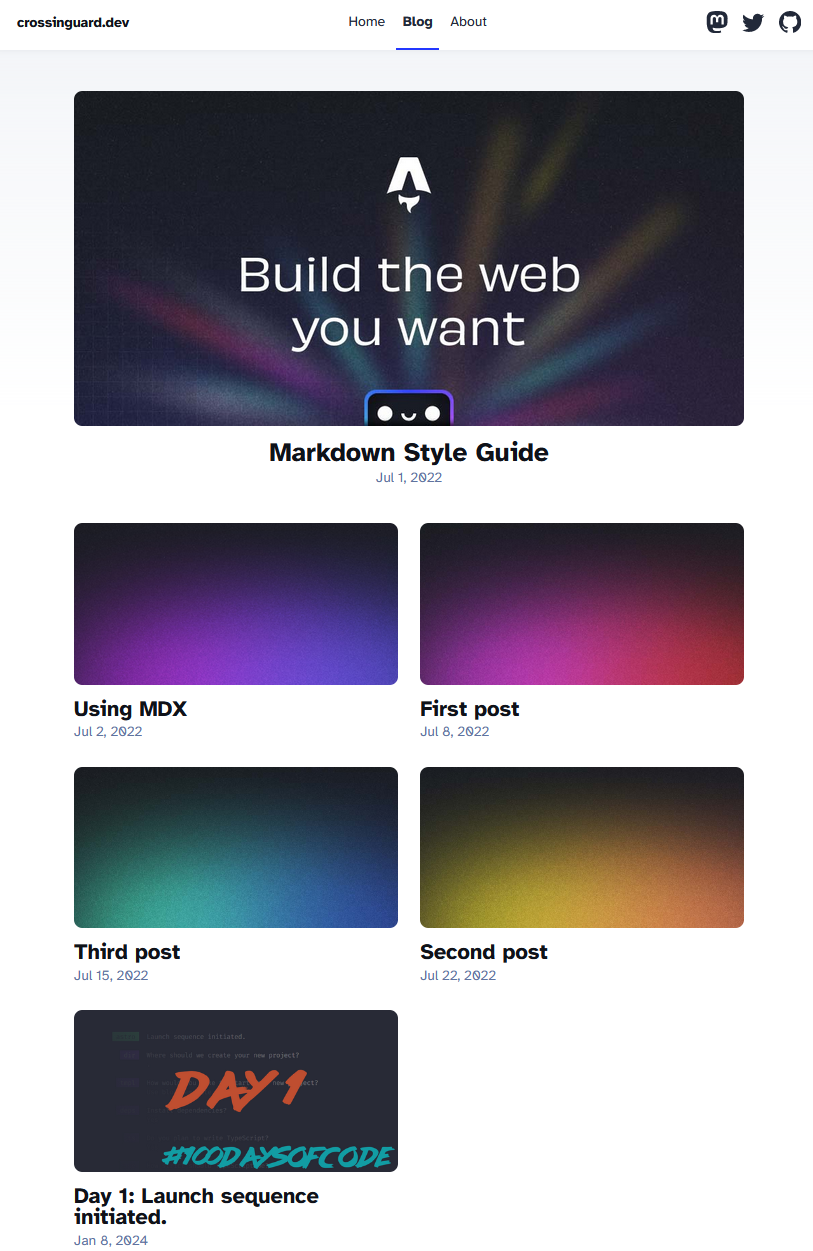 crossinguard.dev
Home
Blog
About
Build the web
you want
Markdown Style Guide
Jul 1, 2022
Using MDX
Jul 2, 2022
First post
Jul 8, 2022
Third post
Jul 15, 2022
Second post
Jul 22, 2022
Launch sequence initiated.
Where should we create your new project?
DAY 1
#100DAYSOFCODE
Day 1: Launch sequence
initiated.
Jan 8, 2024